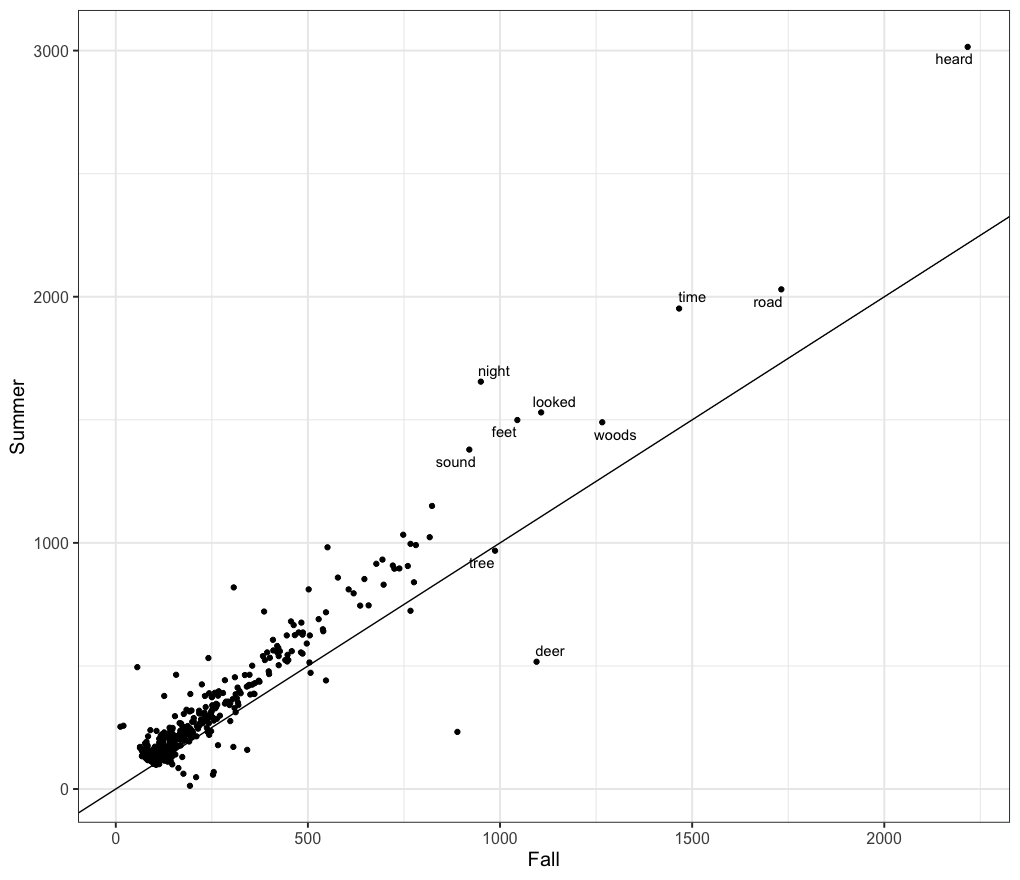 3000
heard
2000
time
road
night
looked
feet
woods
sound
1000
tree
deer
0
0 500 1000 1500 2000
Fall
Summer